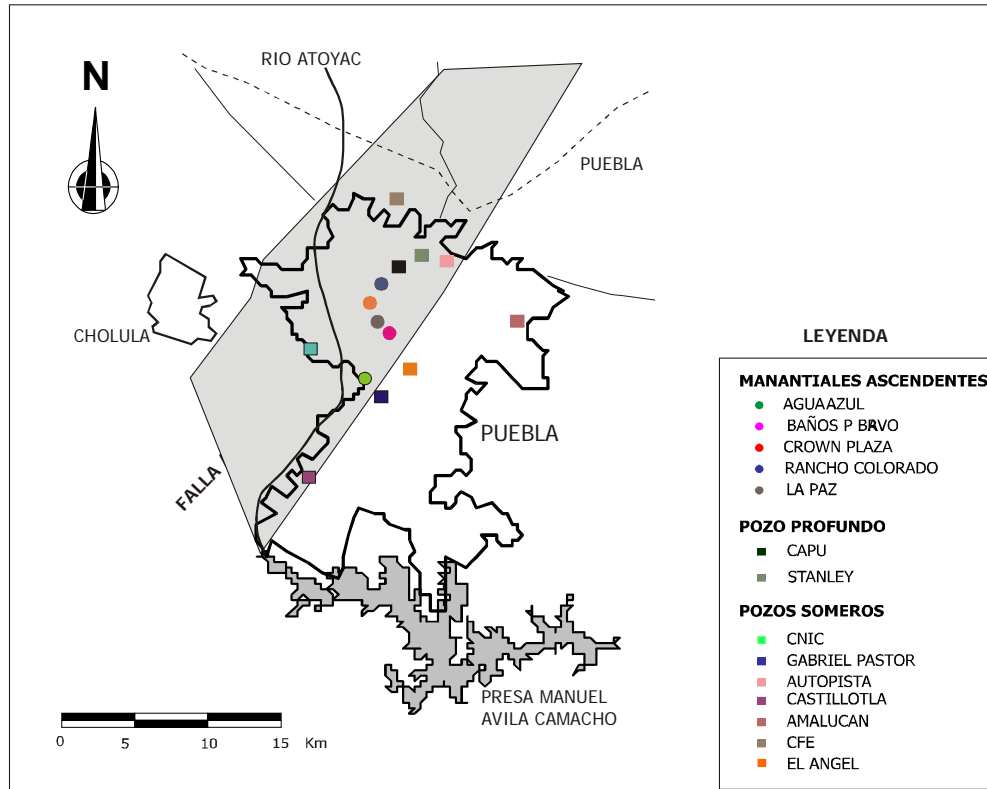 RIO ATOYAC
N
PUEBLA
CHOLULA
FALLA
PUEBLA
PRESA MANUEL
AVILA CAMACHO
0 5 10 15 Km
LEYENDA
MANANTIALES ASCENDENTES
AGUAAZUL
BAÑOS P BRAVO
CROWN PLAZA
RANCHO COLORADO
LA PAZ
POZO PROFUNDO
CAPU
STANLEY
POZOS SOMEROS
CNIC
GABRIEL PASTOR
AUTOPISTA
CASTILLOTLA
AMALUCAN
CFE
EL ANGEL